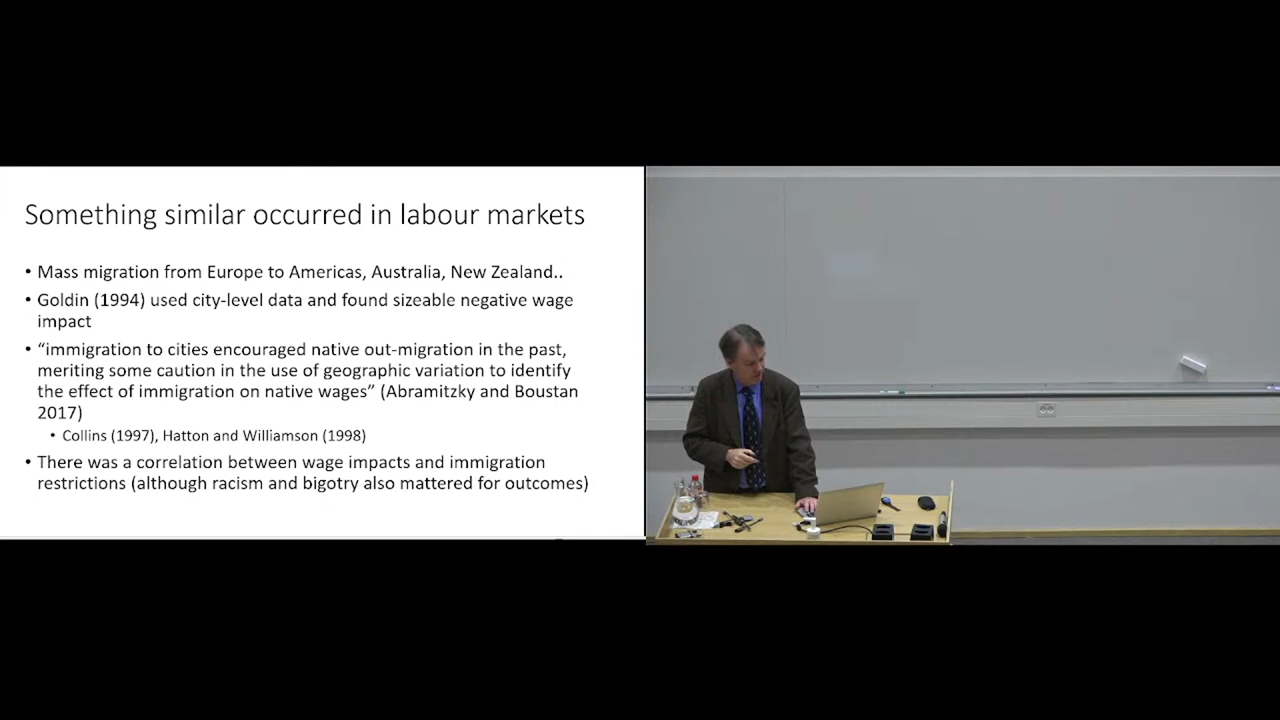 Something similar occurred in labour markets
• Mass migration from Europe to Americas, Australia, New Zealand..
• Goldin (1994) used city-level data and found sizeable negative wage
impact
• “immigration to cities encouraged native out-migration in the past,
meriting some caution in the use of geographic variation to identify
the effect of immigration on native wages” (Abramitzky and Boustan
2017)
• Collins (1997), Hatton and Williamson (1998)
• There was a correlation between wage impacts and immigration
restrictions (although racism and bigotry also mattered for outcomes)